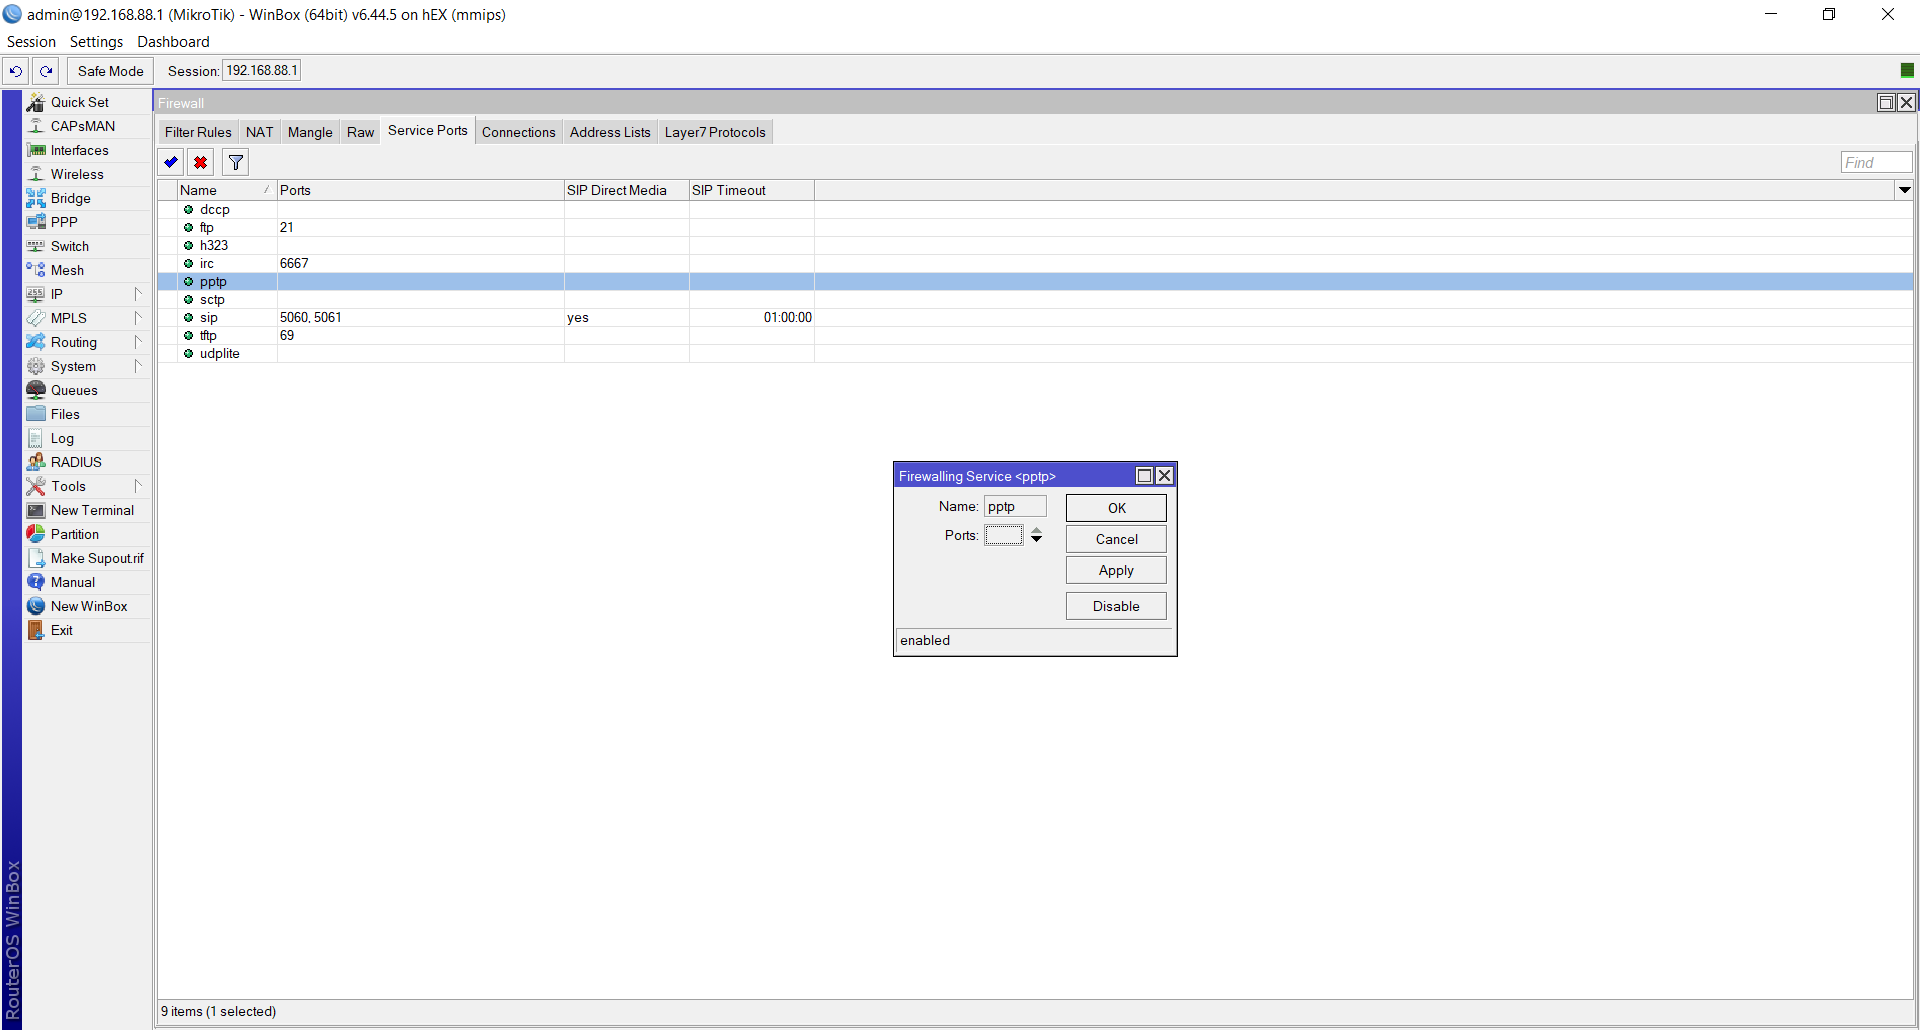 admin@192.168.88.1 (MikroTik) - WinBox (64bit) v6.44.5 on hEX (mmips)
Session Settings Dashboard
Safe Mode Session: 192.168.88.1
Quick Set
CAPsMAN
Interfaces
Wireless
Bridge
PPP
Switch
Mesh
IP
MPLS
Routing
System
Queues
Files
Log
RADIUS
Tools
New Terminal
Partition
Make Supout.rif
Manual
New WinBox
Exit
RouterOS WinBox
Firewall
Filter Rules NAT Mangle Raw Service Ports Connections Address Lists Layer7 Protocols
Find
Name Ports SIP Direct Media SIP Timeout
dccp
ftp 21
h323
irc 6667
pptp
sctp
sip 5060, 5061 yes 01:00:00
tftp 69
udplite
Firewalling Service <pptp>
Name: pptp OK
Ports: Cancel
Apply
Disable
enabled
9 items (1 selected)